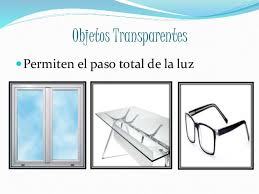 Objetos Transparentes
Permiten el paso total de la luz